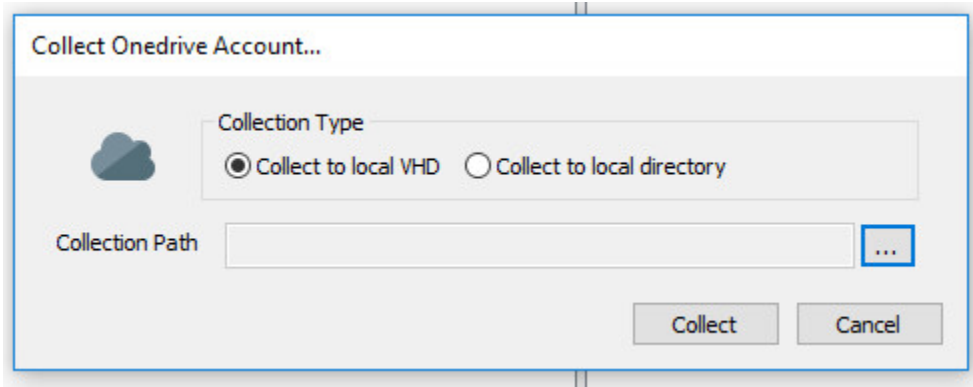 Collect Onedrive Account...
Collection Type
Collect to local VHD Collect to local directory
Collection Path ...
Collect Cancel